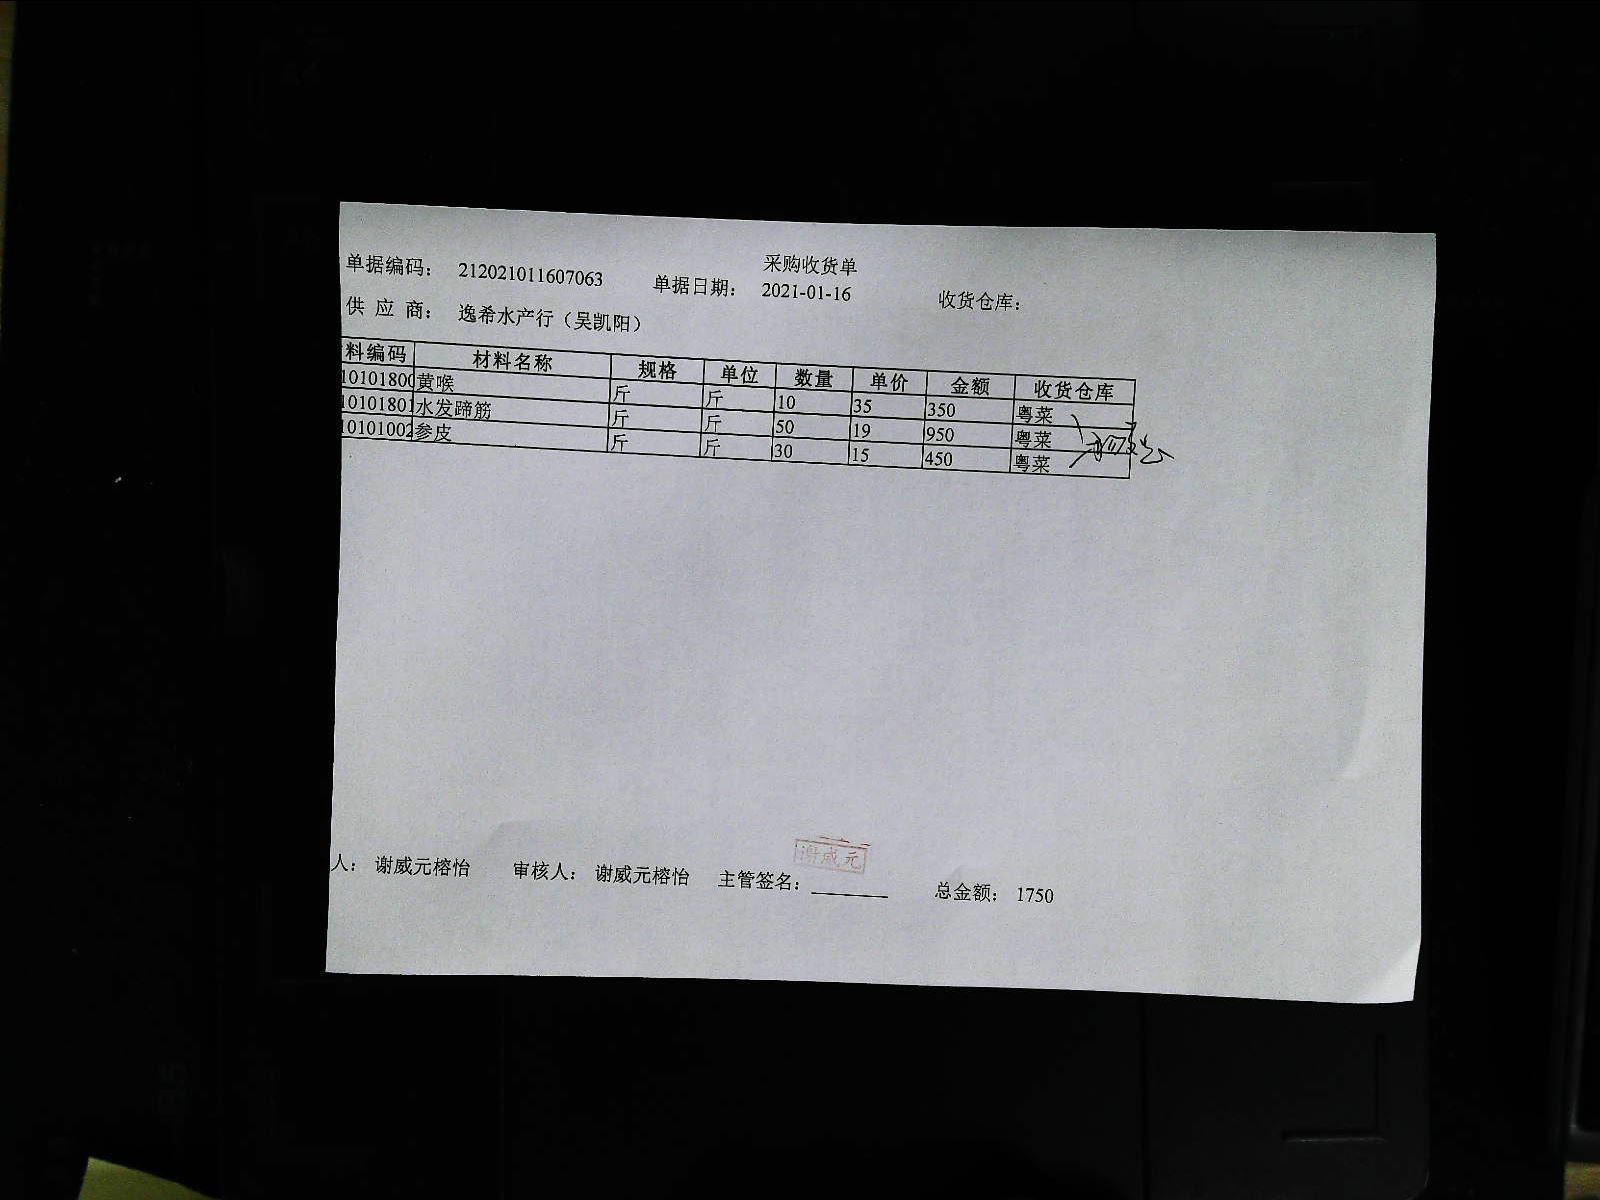 采购收货单
单据编码: 212021011607063 单据日期: 2021-01-16 收货仓库:
供 应 商: 逸希水产行（吴凯阳）
料编码 材料名称 规格 单位 数量 单价 金额 收货仓库
10101800 黄喉 斤 斤 10 35 350 粤菜
10101801 水发蹄筋 斤 斤 50 19 950 粤菜
10101002 参皮 斤 斤 30 15 450 粤菜
谢威元
人: 谢威元榕怡 审核人: 谢威元榕怡 主管签名: 总金额: 1750